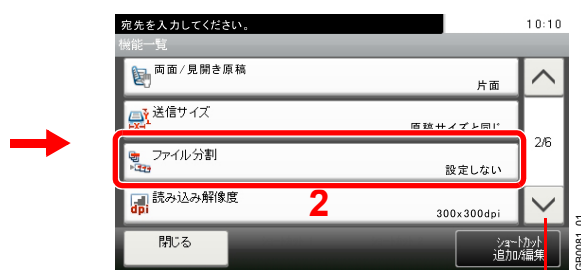 宛先を入力してください。 10:10
機能一覧
両面/見開き原稿
片面
送信サイズ
原稿サイズと同じ
2/6
ファイル分割
設定しない
dpi 読み込み解像度
2
300x300dpi
閉じる
ショートカット
追加/編集
GB0081_01